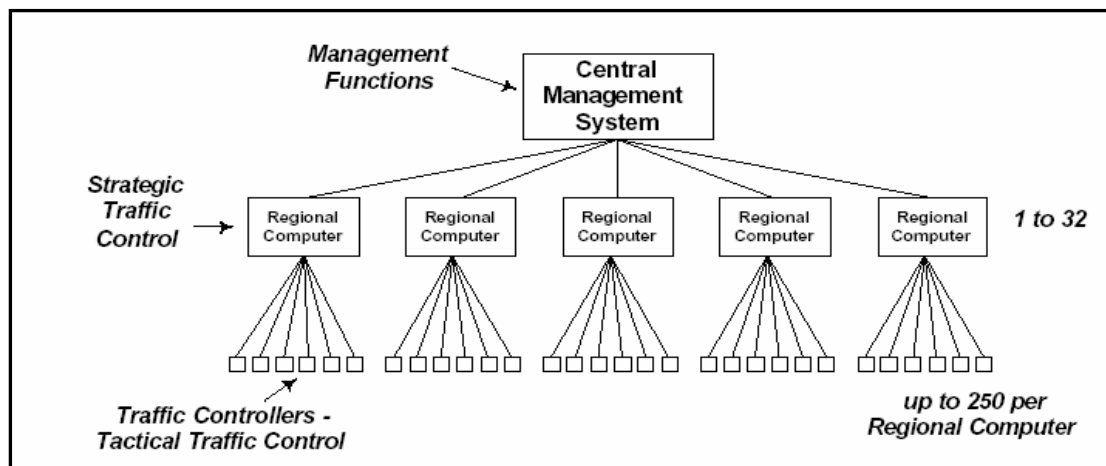 Management
Functions
Central
Management
System
Strategic
Traffic
Control
Regional
Computer
Regional
Computer
Regional
Computer
Regional
Computer
Regional
Computer
1 to 32
Traffic Controllers -
Tactical Traffic Control
up to 250 per
Regional Computer